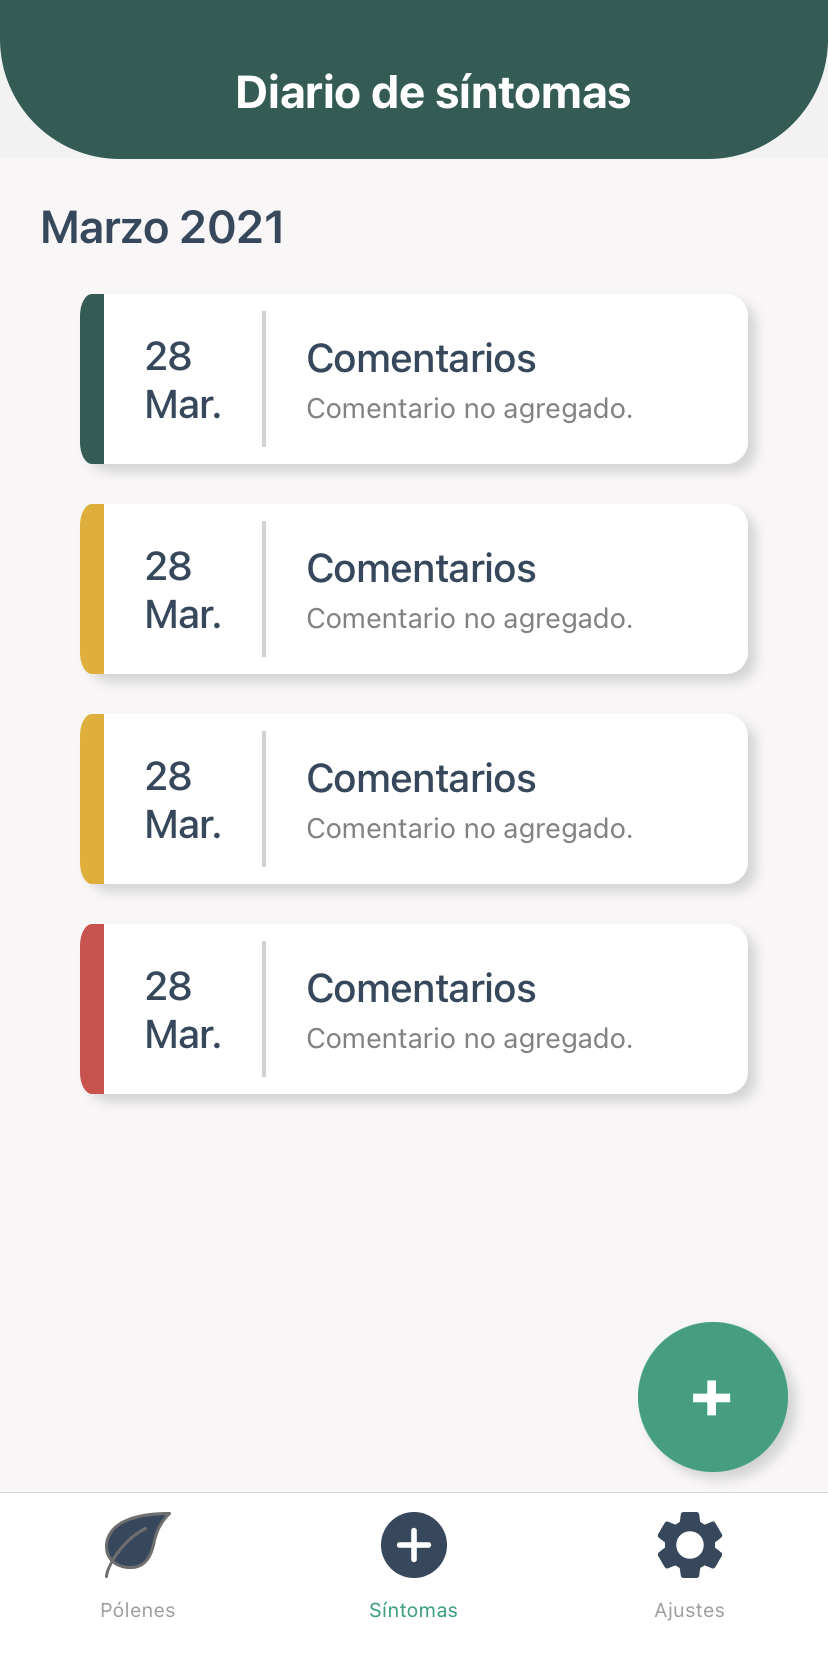 Diario de síntomas
Marzo 2021
28
Mar.
Comentarios
Comentario no agregado.
28
Mar.
Comentarios
Comentario no agregado.
28
Mar.
Comentarios
Comentario no agregado.
28
Mar.
Comentarios
Comentario no agregado.
+
Pólenes
Síntomas
Ajustes